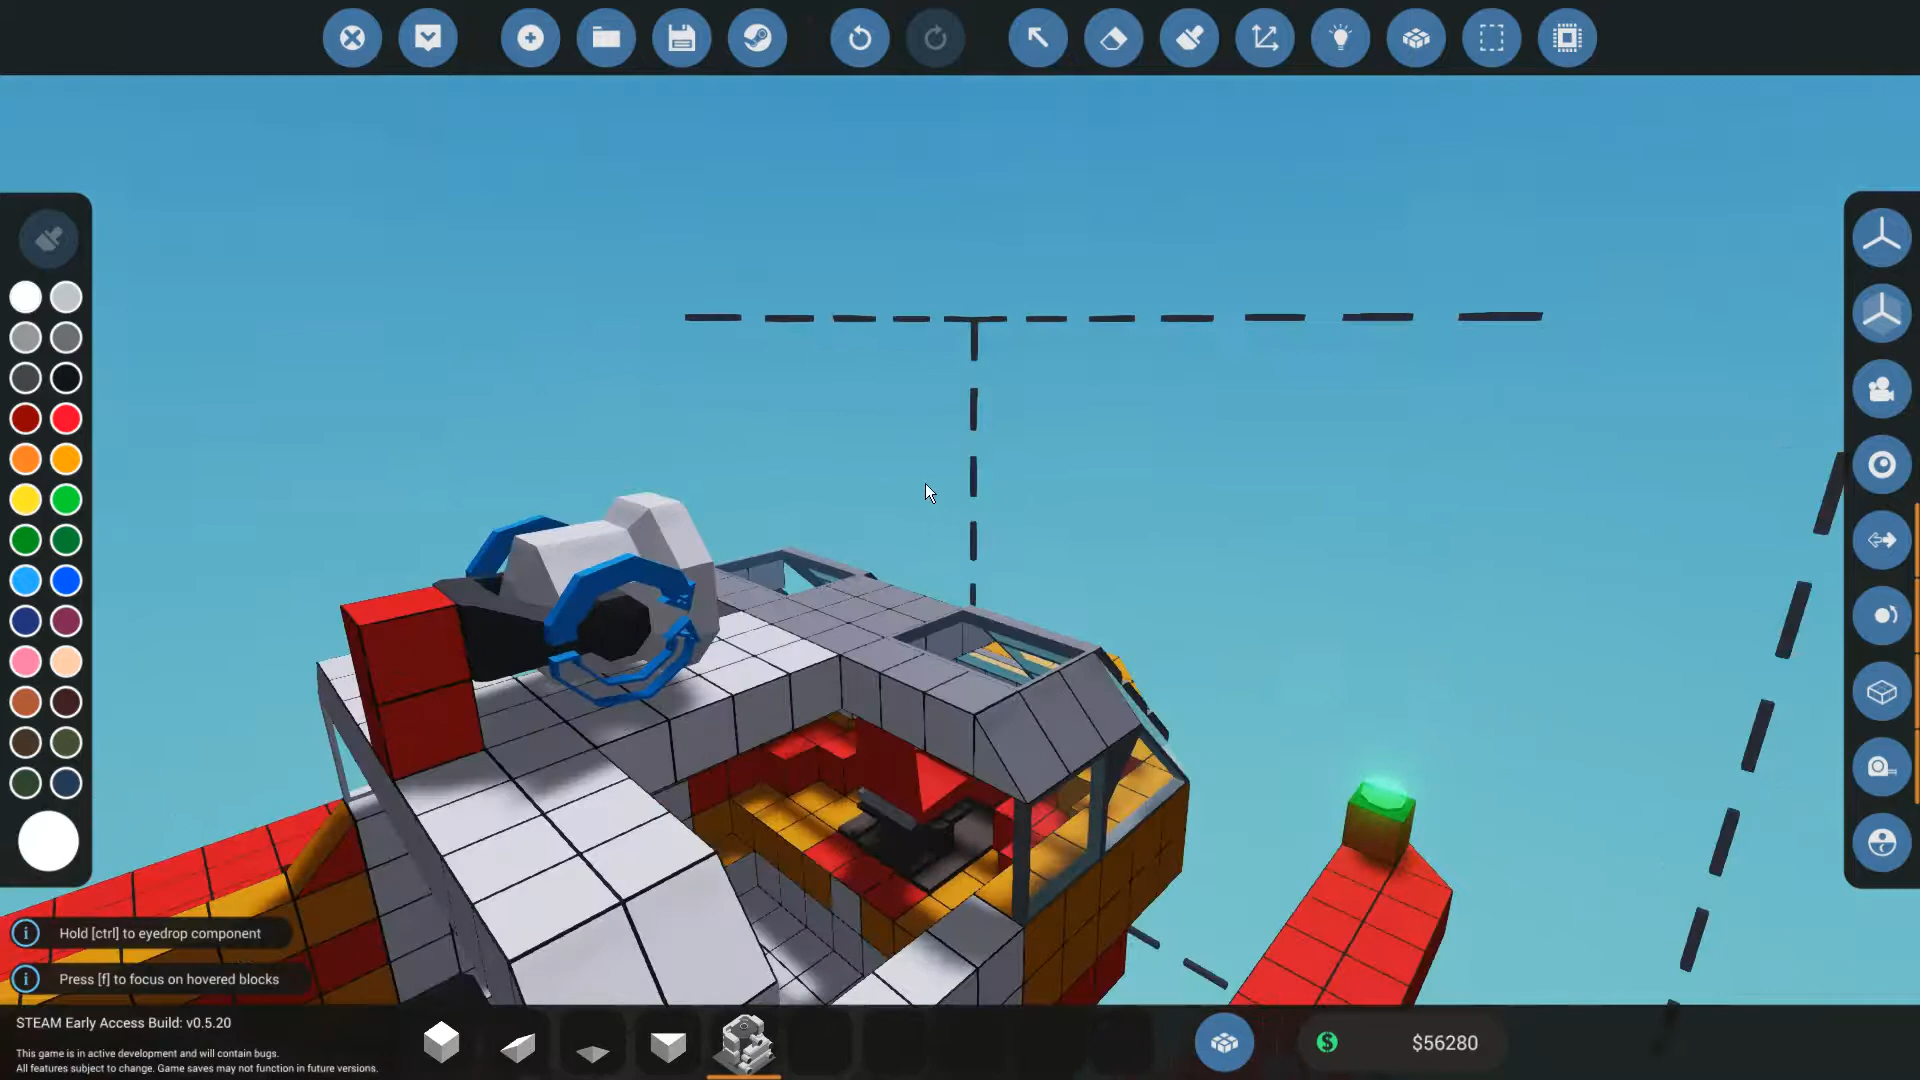 Hold [ctrl] to eyedrop component
Press [f] to focus on hovered blocks
STEAM Early Access Build: v0.5.20
This game is in active development and will contain bugs.
All features subject to change. Game saves may not function in future versions.
$56280